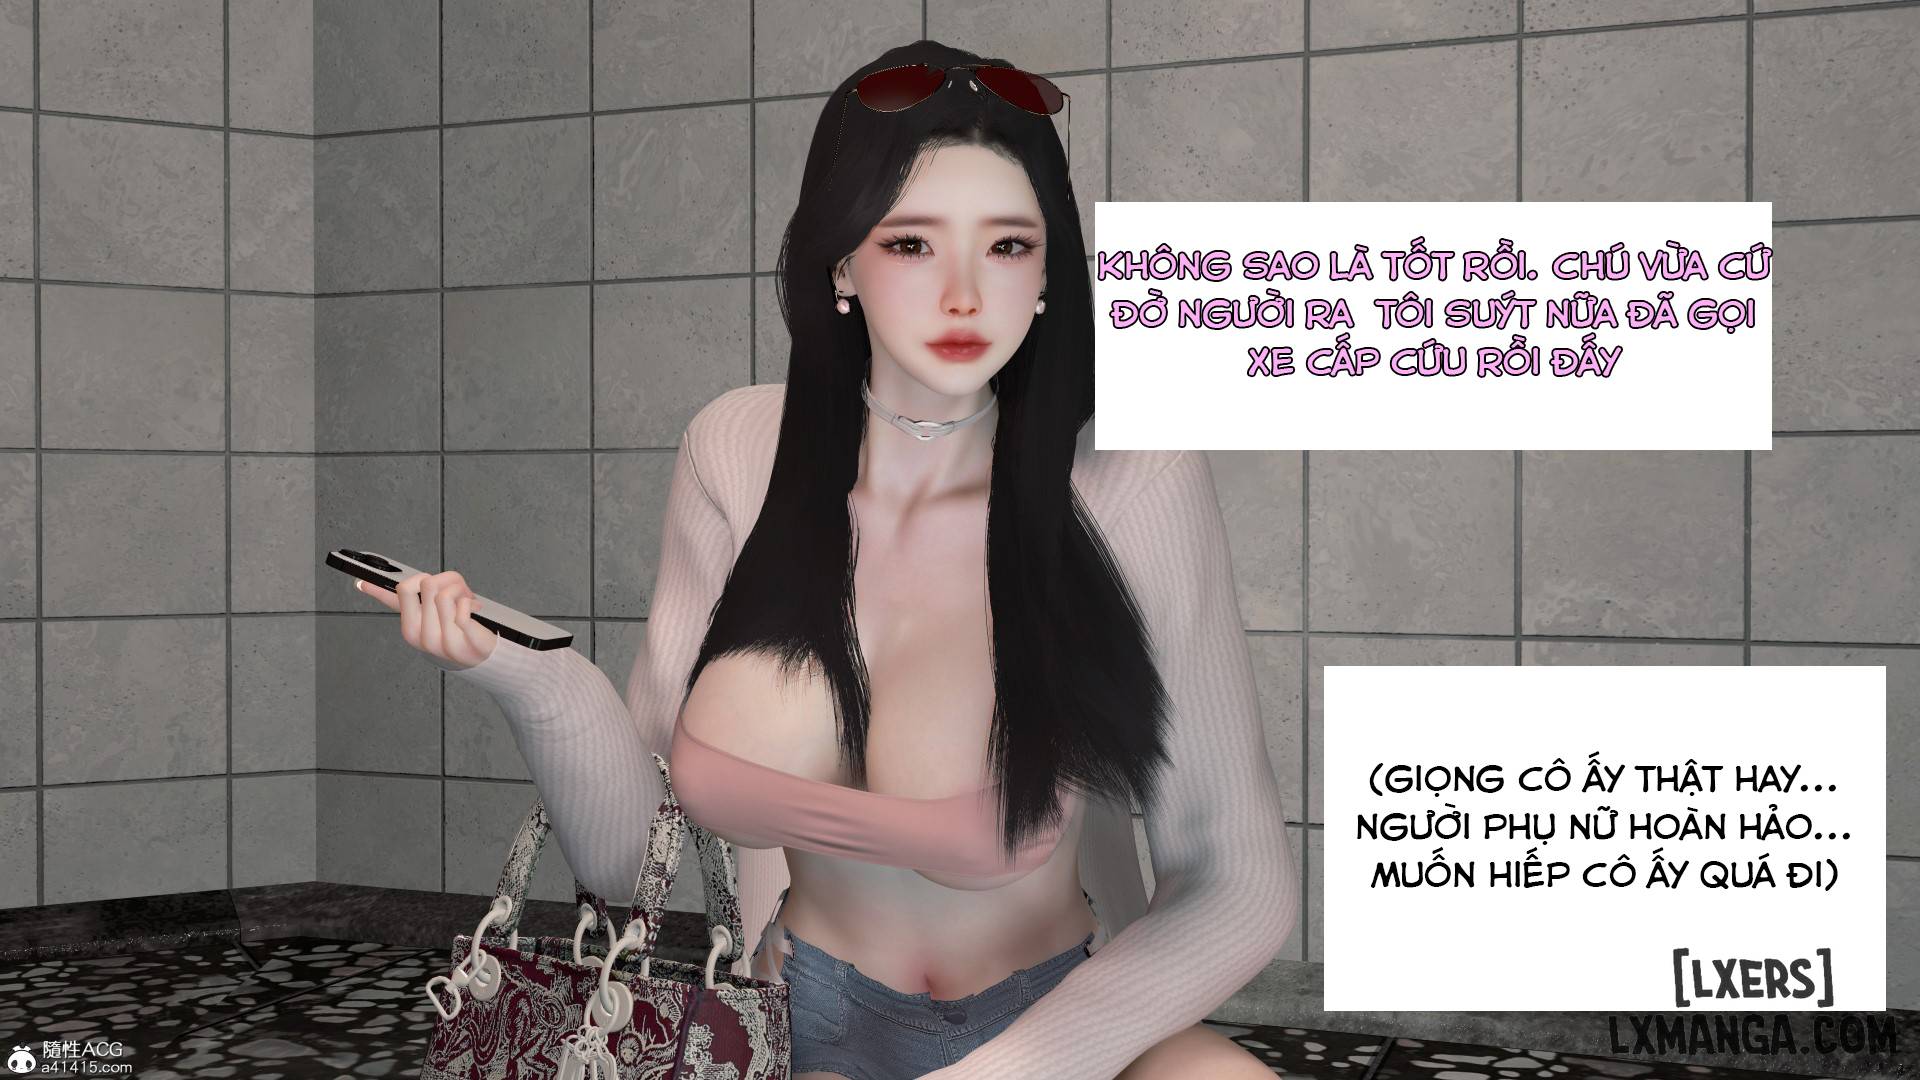 KHÔNG SAO LÀ TỐT RỒI. CHÚ VỪA CỨ
ĐỜ NGƯỜI RA TÔI SUÝT NỮA ĐÃ GỌI
XE CẤP CỨU RỒI ĐẤY
(GIỌNG CÔ ẤY THẬT HAY...
NGƯỜI PHỤ NỮ HOÀN HẢO...
MUỐN HIẾP CÔ ẤY QUÁ ĐI)
[LXERS]
LXMANGA.COM
隨性ACG
a41415.com